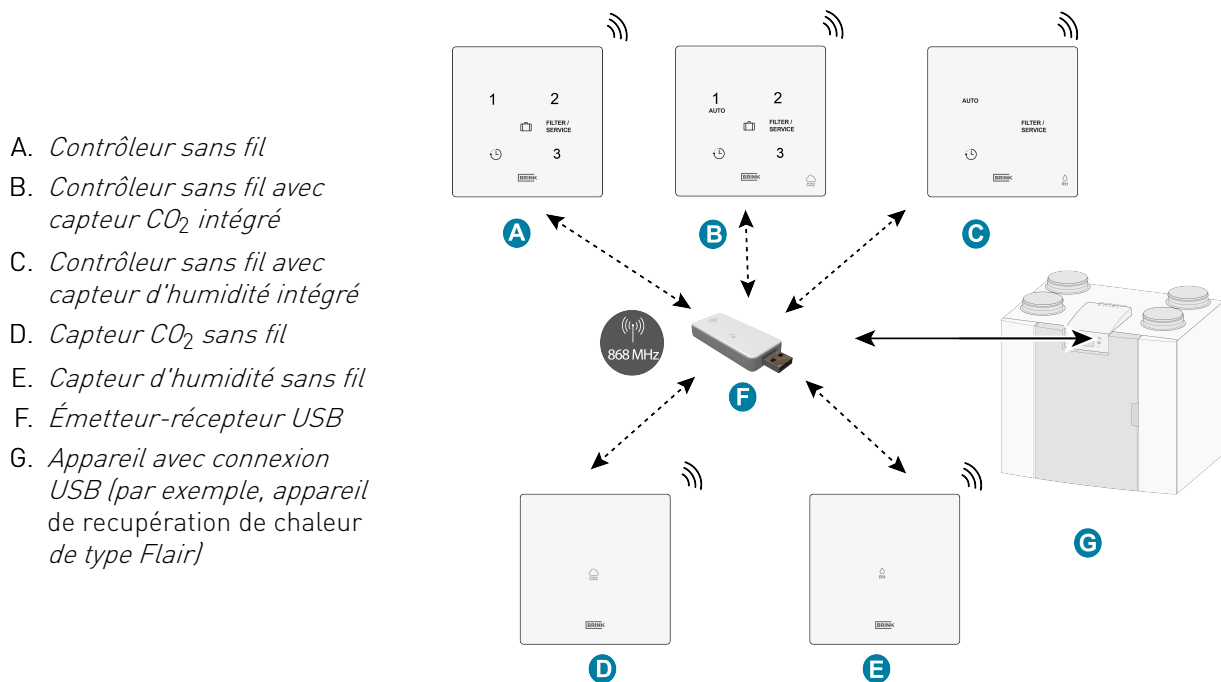 A. Contrôleur sans fil
B. Contrôleur sans fil avec
capteur CO2 intégré
C. Contrôleur sans fil avec
capteur d'humidité intégré
D. Capteur CO2 sans fil
E. Capteur d'humidité sans fil
F. Émetteur-récepteur USB
G. Appareil avec connexion
USB (par exemple, appareil
de recupération de chaleur
de type Flair)
1 2
FILTER /
SERVICE
3
BRINK
A
1 2
AUTO
FILTER /
SERVICE
3
BRINK
CO2
B
AUTO
FILTER /
SERVICE
BRINK
RH
C
868 MHz
F
G
CO2
BRINK
D
RH
BRINK
E